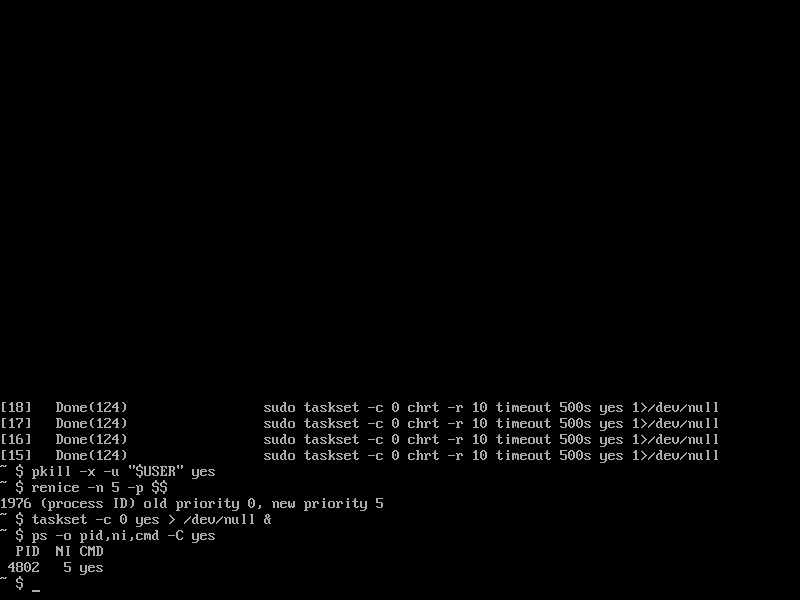 [18]   Done(124)                 sudo taskset -c 0 chrt -r 10 timeout 500s yes 1>/dev/null
[17]   Done(124)                 sudo taskset -c 0 chrt -r 10 timeout 500s yes 1>/dev/null
[16]   Done(124)                 sudo taskset -c 0 chrt -r 10 timeout 500s yes 1>/dev/null
[15]   Done(124)                 sudo taskset -c 0 chrt -r 10 timeout 500s yes 1>/dev/null
~ $ pkill -x -u "$USER" yes
~ $ renice -n 5 -p $$
1976 (process ID) old priority 0, new priority 5
~ $ taskset -c 0 yes > /dev/null &
~ $ ps -o pid,ni,cmd -C yes
  PID  NI CMD
 4802   5 yes
~ $ _